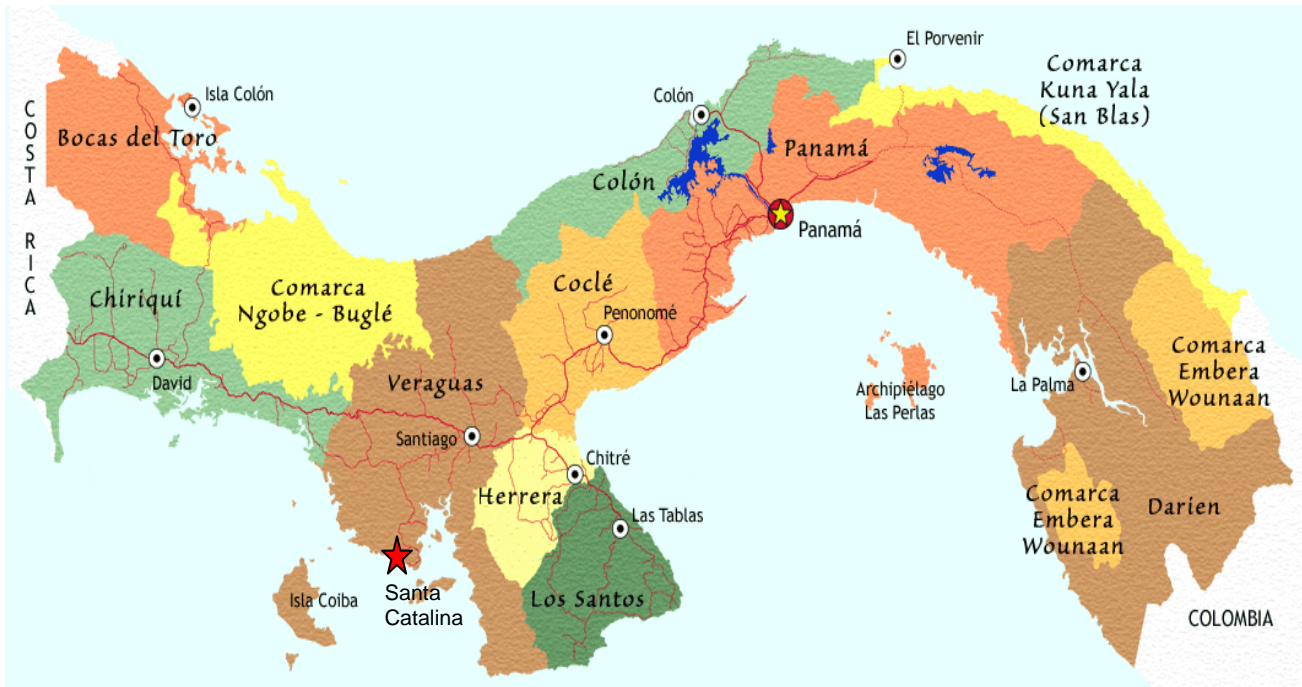 COSTA RICA
Isla Colón
Bocas del Toro
Chiriquí
David
Comarca
Ngobe - Buglé
Veraguas
Santiago
Santa
Catalina
Isla Coiba
Colón
Colón
Coclé
Penonomé
Herrera
Chitré
Las Tablas
Los Santos
El Porvenir
Comarca
Kuna Yala
(San Blas)
Panamá
Panamá
Archipiélago
Las Perlas
La Palma
Comarca
Embera
Wounaan
Comarca
Embera
Wounaan
Daríen
COLOMBIA